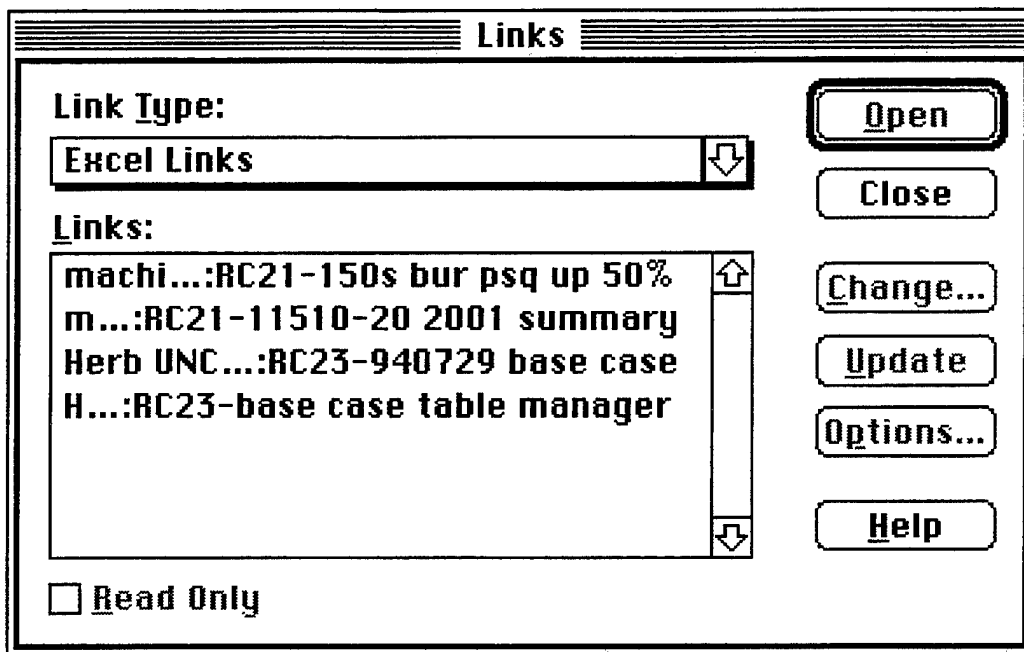 Links
Link Type:
Excel Links
Links:
machi...:RC21-150s bur psq up 50%
m...:RC21-11510-20 2001 summary
Herb UNC...:RC23-940729 base case
H...:RC23-base case table manager
Read Only
Open
Close
Change...
Update
Options...
Help